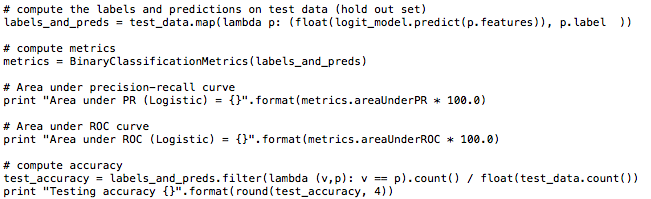 # compute the labels and predictions on test data (hold out set)
labels_and_preds = test_data.map(lambda p: (float(logit_model.predict(p.features)), p.label  ))
# compute metrics
metrics = BinaryClassificationMetrics(labels_and_preds)
# Area under precision-recall curve
print "Area under PR (Logistic) = {}".format(metrics.areaUnderPR * 100.0)
# Area under ROC curve
print "Area under ROC (Logistic) = {}".format(metrics.areaUnderROC * 100.0)
# compute accuracy
test_accuracy = labels_and_preds.filter(lambda (v,p): v == p).count() / float(test_data.count())
print "Testing accuracy {}".format(round(test_accuracy, 4))